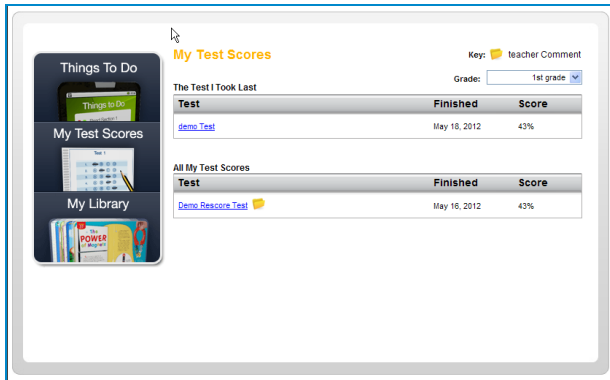 Things To Do
Things to Do
My Test Scores
Test 1
My Library
The
POWER
of Magnets
My Test Scores
Key: teacher Comment
Grade: 1st grade
The Test I Took Last
Test Finished Score
demo Test May 18, 2012 43%
All My Test Scores
Test Finished Score
Demo Rescore Test May 16, 2012 43%